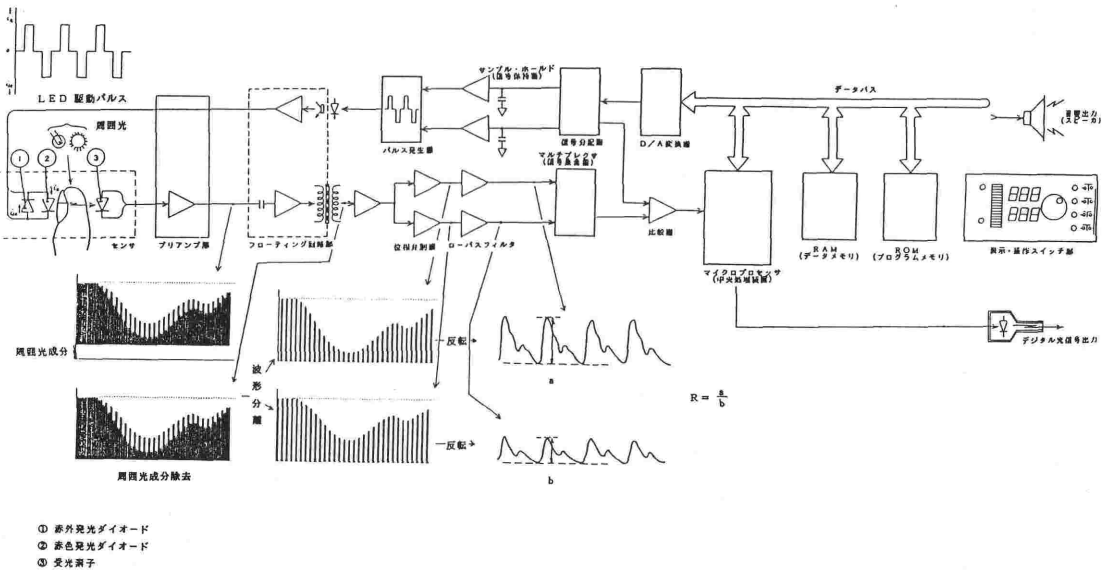 LED 駆動パルス
周囲光
①
②
③
センサ
プリアンプ部
フローティング回路部
パルス発生器
サンプル・ホールド
(信号保持器)
信号分配器
D/A変換器
データバス
音響出力
(スピーカ)
マルチプレクサ
(信号集合器)
位相弁別器
ローパスフィルタ
比較器
マイクロプロセッサ
(中央処理装置)
RAM
(データメモリ)
ROM
(プログラムメモリ)
表示・操作スイッチ部
デジタル光信号出力
周囲光成分
波形分離
反転
a
R = a/b
反転
b
周囲光成分除去
① 赤外発光ダイオード
② 赤色発光ダイオード
③ 受光素子